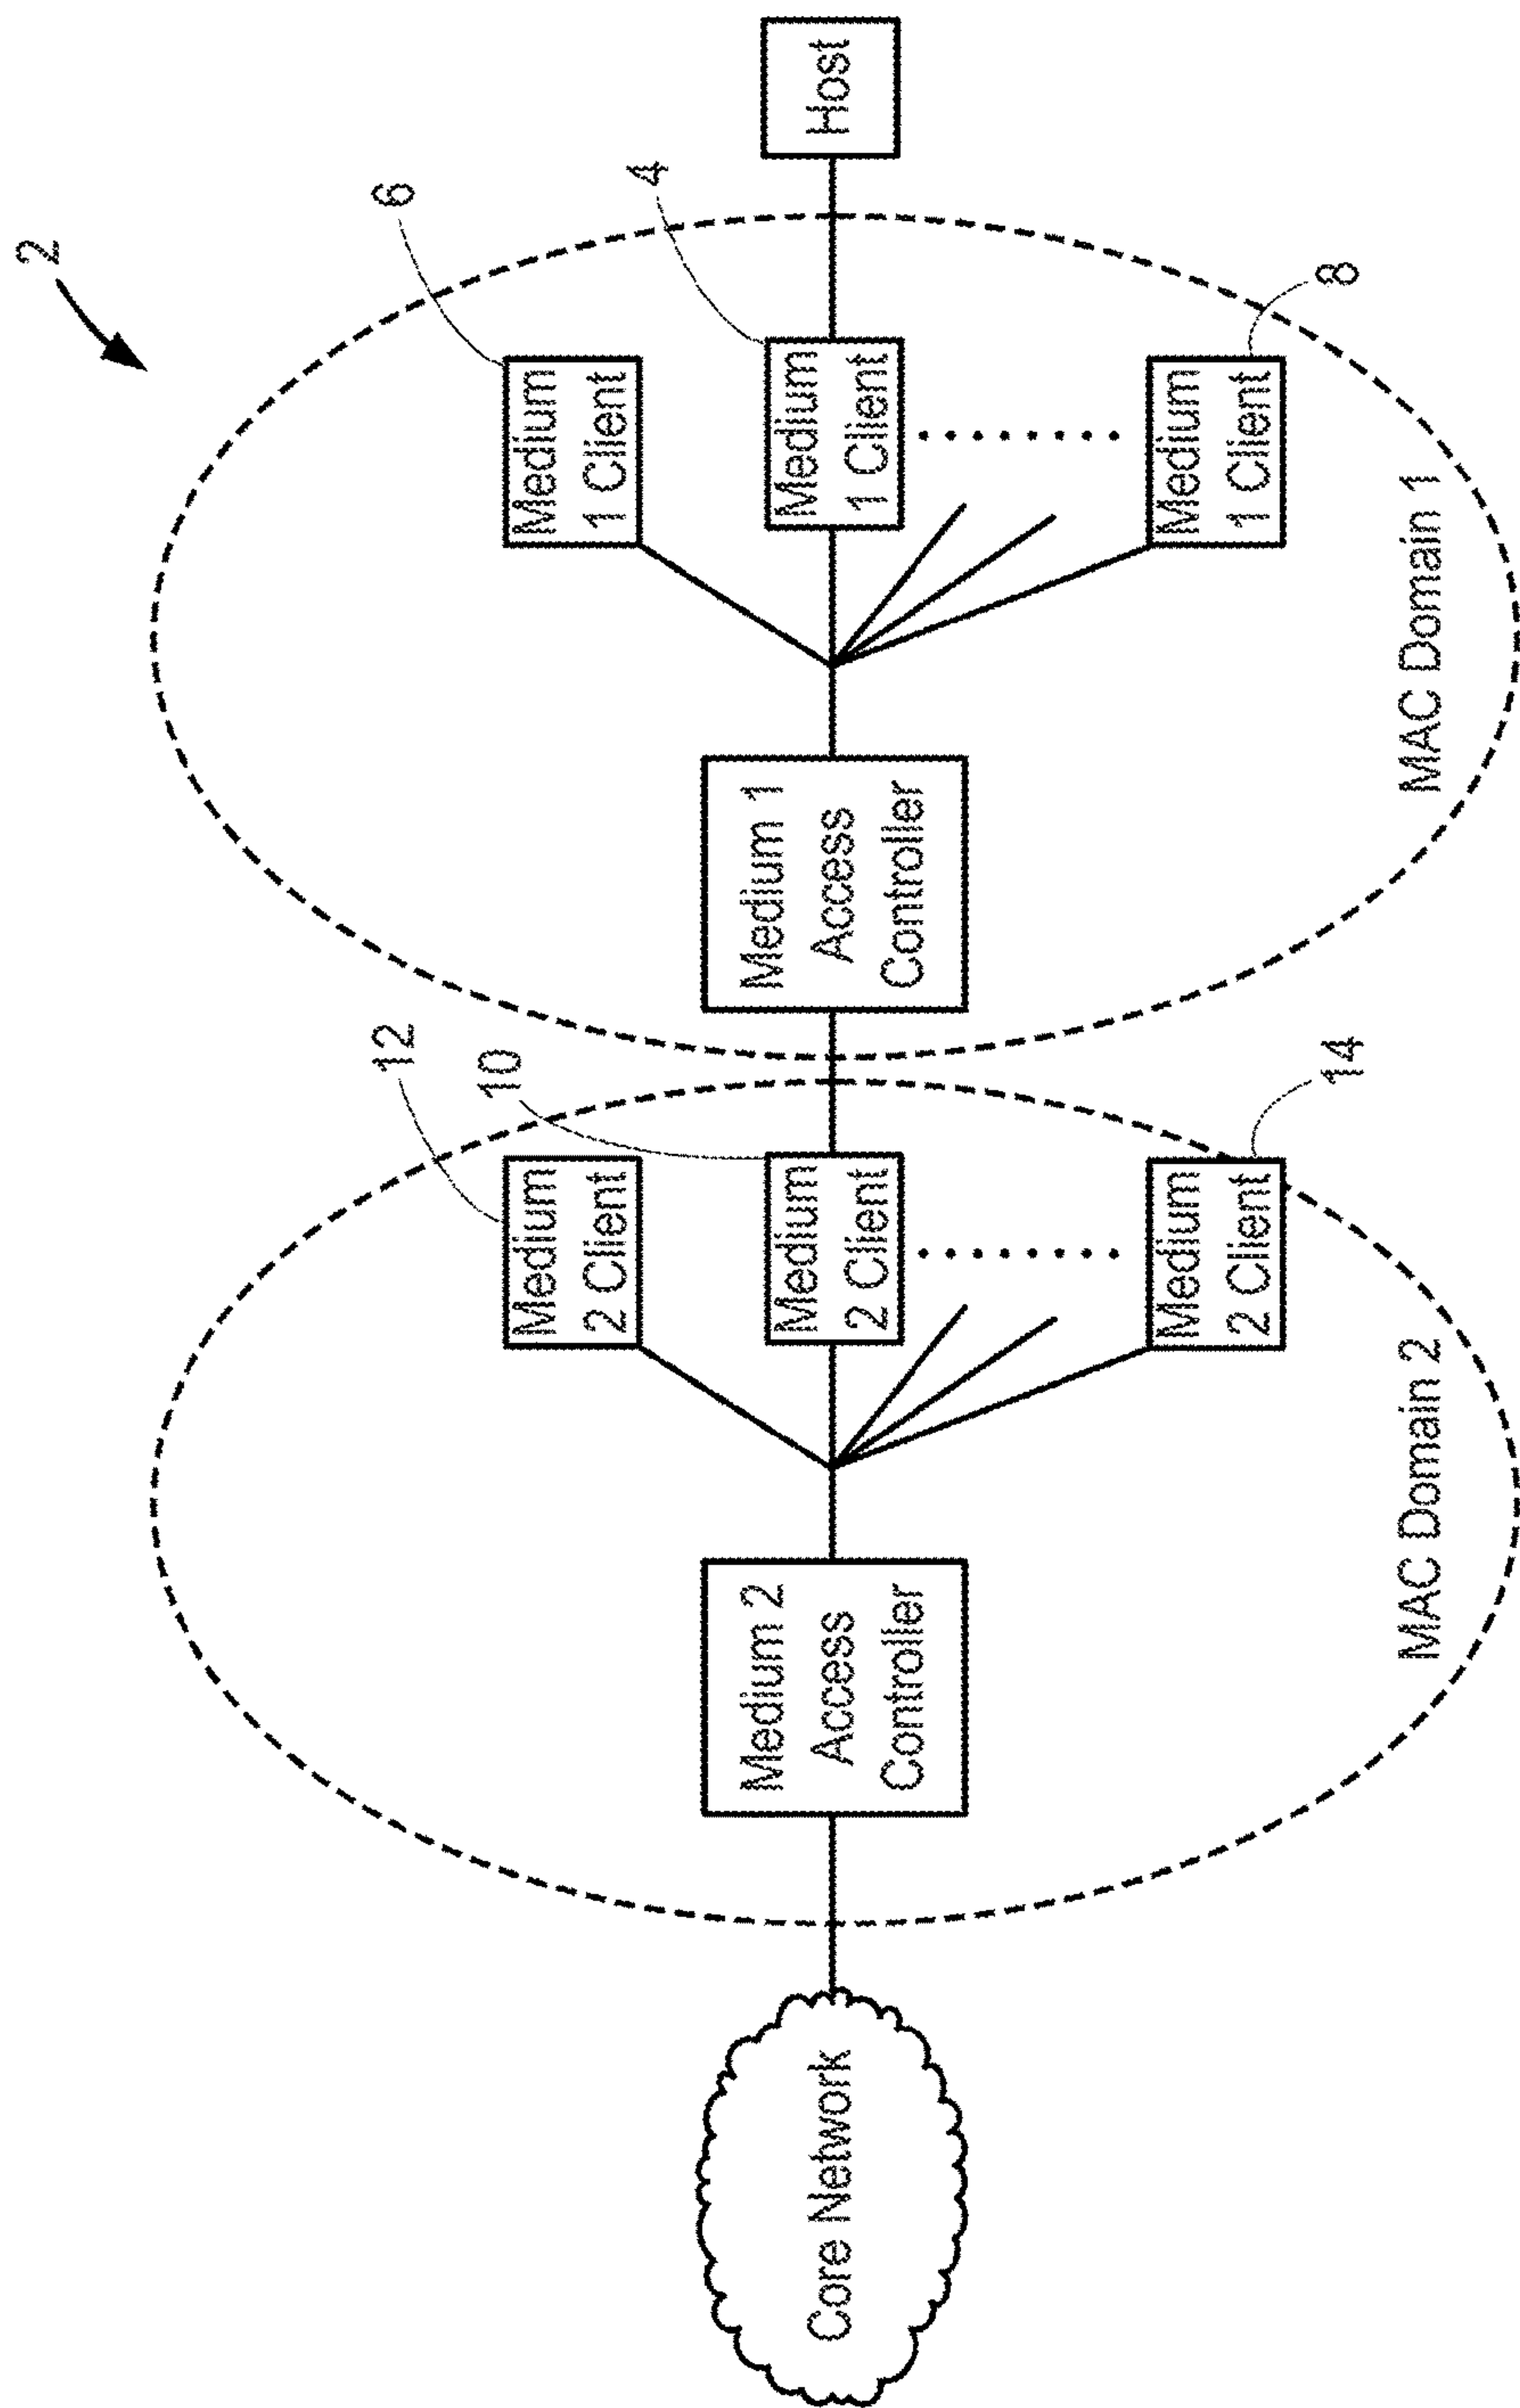 2
12
6
Medium
2 Client
Medium
1 Client
10
4
Core Network
Medium 2
Access
Controller
Medium
2 Client
Medium 1
Access
Controller
Medium
1 Client
Host
Medium
2 Client
Medium
1 Client
14
8
MAC Domain 2
MAC Domain 1